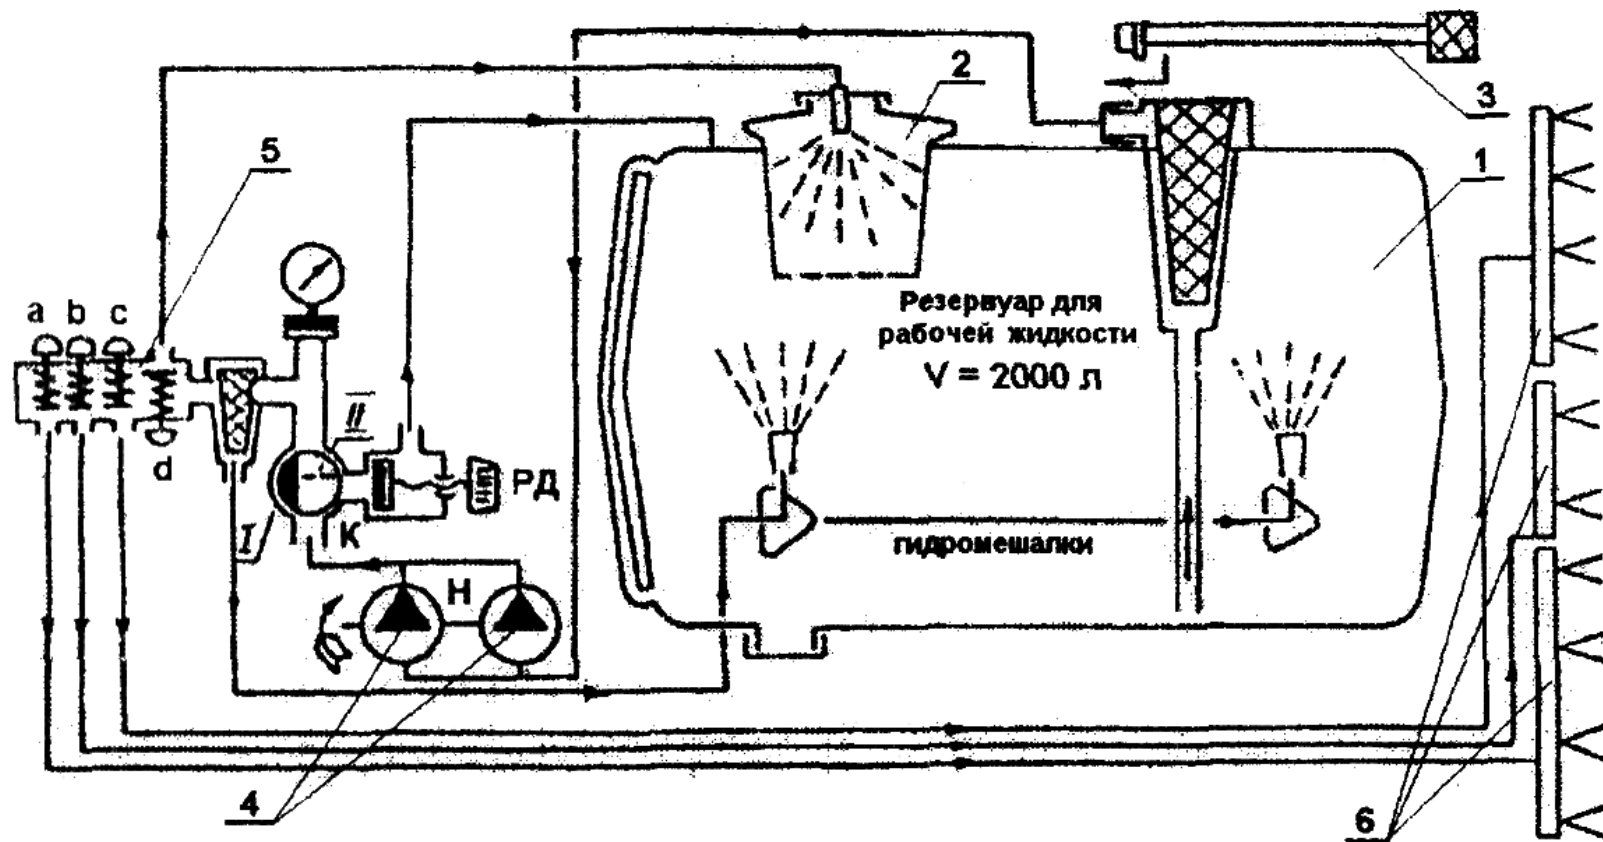 2
3
1
5
a b c
d
II
РД
I
К
Н
Резервуар для
рабочей жидкости
V = 2000 л
гидромешалки
4
6